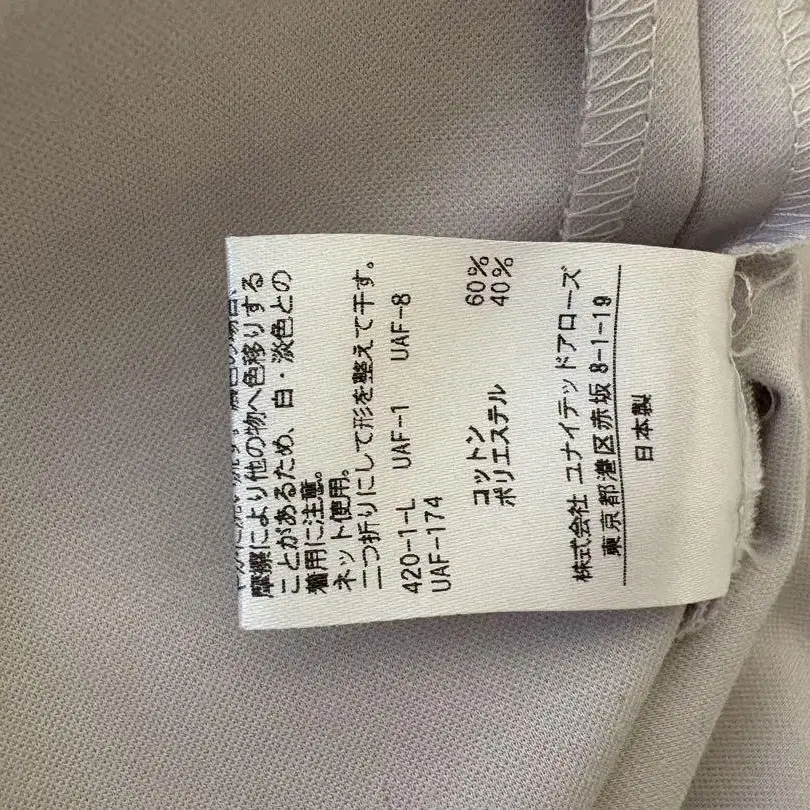 摩擦により他の物へ色移りする
ことがあるため、白・淡色との
着用に注意。
ネット使用。
二つ折りにして形を整えて干す。
420-1-L UAF-1 UAF-8
UAF-174
コットン 60%
ポリエステル 40%
株式会社 ユナイテッドアローズ
東京都港区赤坂 8-1-19
日本製